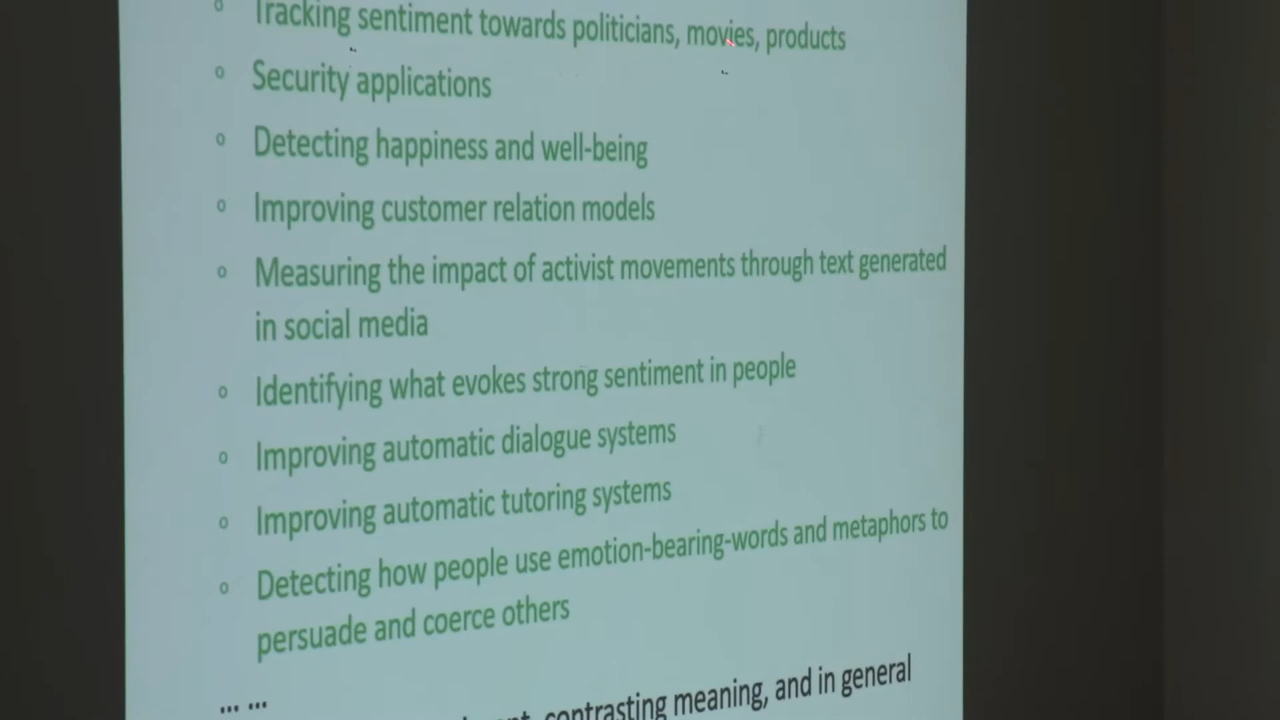 o Tracking sentiment towards politicians, movies, products
o Security applications
o Detecting happiness and well-being
o Improving customer relation models
o Measuring the impact of activist movements through text generated
in social media
o Identifying what evokes strong sentiment in people
o Improving automatic dialogue systems
o Improving automatic tutoring systems
o Detecting how people use emotion-bearing-words and metaphors to
persuade and coerce others
... ...
contrasting meaning, and in general